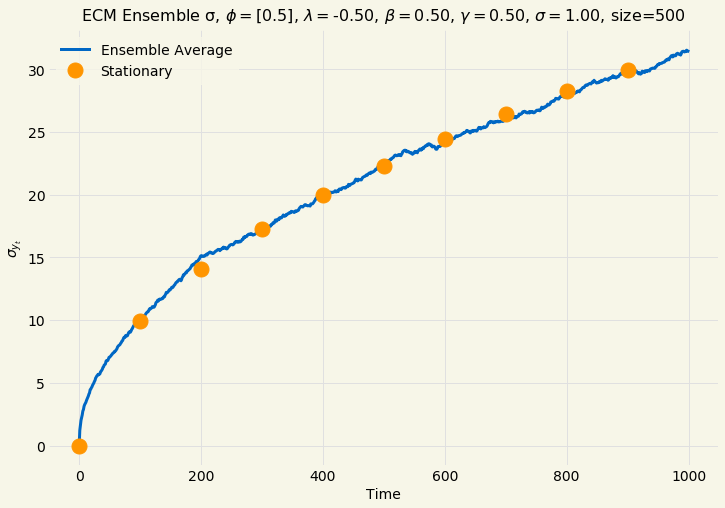 ECM Ensemble σ, ϕ = [0.5], λ = -0.50, β = 0.50, γ = 0.50, σ = 1.00, size=500
Ensemble Average
Stationary
30
25
20
15
10
5
0
σ_{y_t}
0 200 400 600 800 1000
Time